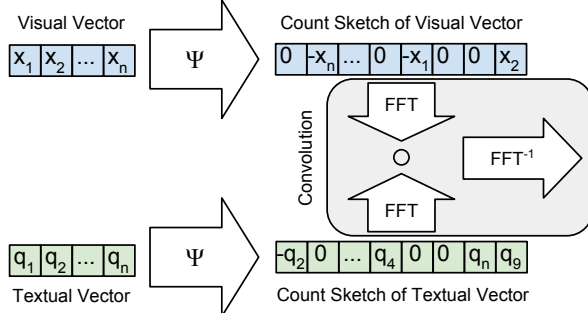 Visual Vector
Count Sketch of Visual Vector
x₁ x₂ ... xₙ
Ψ
0 -xₙ ... 0 -x₁ 0 0 x₂
Convolution
FFT
FFT⁻¹
FFT
q₁ q₂ ... qₙ
Ψ
-q₂ 0 ... q₄ 0 0 qₙ q₉
Textual Vector
Count Sketch of Textual Vector